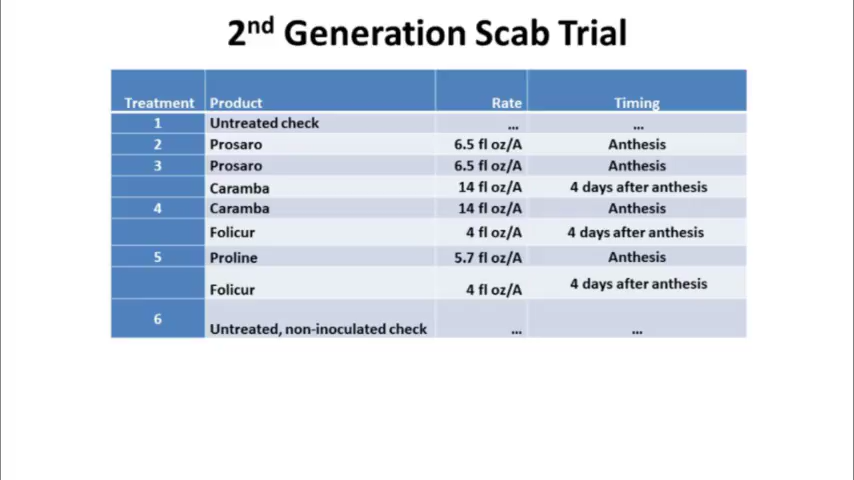 2nd Generation Scab Trial
Treatment Product Rate Timing
1 Untreated check ... ...
2 Prosaro 6.5 fl oz/A Anthesis
3 Prosaro 6.5 fl oz/A Anthesis
Caramba 14 fl oz/A 4 days after anthesis
4 Caramba 14 fl oz/A Anthesis
Folicur 4 fl oz/A 4 days after anthesis
5 Proline 5.7 fl oz/A Anthesis
Folicur 4 fl oz/A 4 days after anthesis
6 Untreated, non-inoculated check ... ...